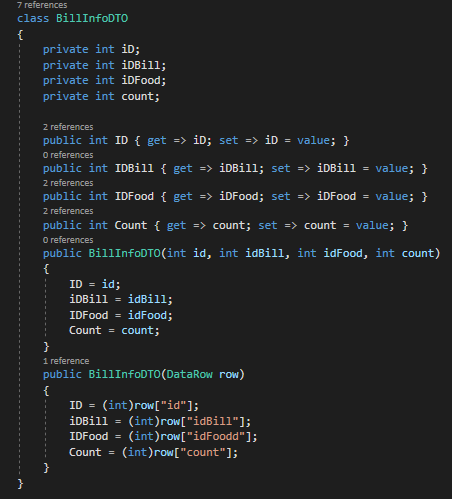 7 references
class BillInfoDTO
{
private int iD;
private int iDBill;
private int iDFood;
private int count;
2 references
public int ID { get => iD; set => iD = value; }
0 references
public int IDBill { get => iDBill; set => iDBill = value; }
2 references
public int IDFood { get => iDFood; set => iDFood = value; }
2 references
public int Count { get => count; set => count = value; }
0 references
public BillInfoDTO(int id, int idBill, int idFood, int count)
{
ID = id;
iDBill = idBill;
IDFood = idFood;
Count = count;
}
1 reference
public BillInfoDTO(DataRow row)
{
ID = (int)row["id"];
iDBill = (int)row["idBill"];
IDFood = (int)row["idFoodd"];
Count = (int)row["count"];
}
}